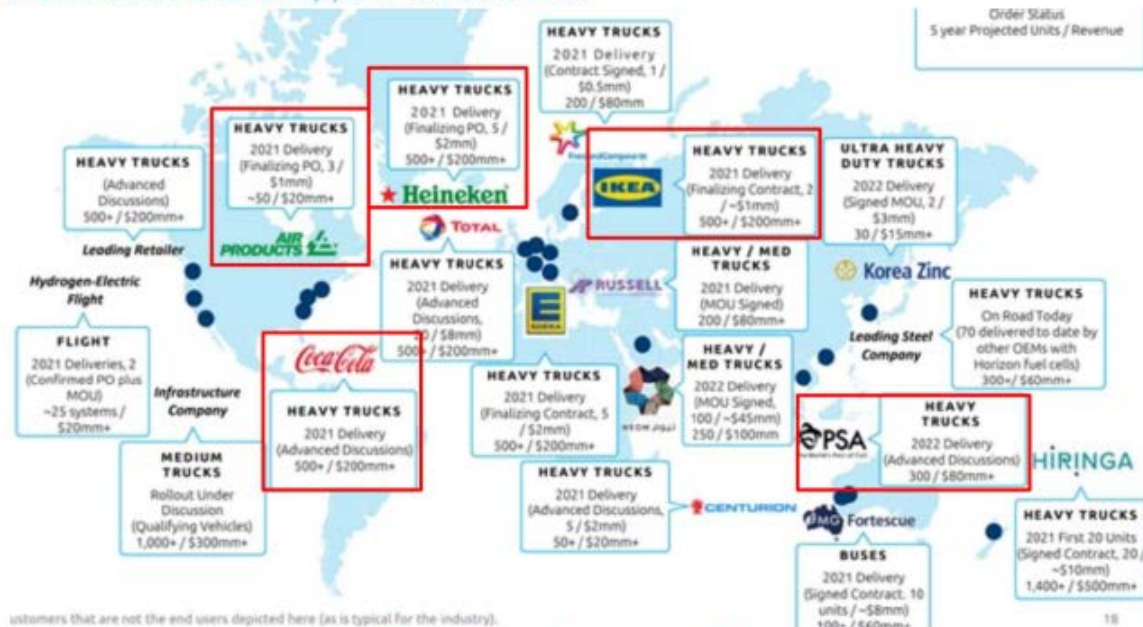 Order Status
5 year Projected Units / Revenue
HEAVY TRUCKS
2021 Delivery
(Contract Signed, 1 /
$0.5mm)
200 / $80mm
HEAVY TRUCKS
2021 Delivery
(Finalizing PO, 5 /
$2mm)
500+ / $200mm+
Heineken
HEAVY TRUCKS
2021 Delivery
(Finalizing PO, 3 /
$1mm)
~50 / $20mm+
AIR
PRODUCTS
HEAVY TRUCKS
(Advanced
Discussions)
500+ / $200mm+
Leading Retailer
IKEA
HEAVY TRUCKS
2021 Delivery
(Finalizing Contract, 2
/ ~$1mm)
500+ / $200mm+
ULTRA HEAVY
DUTY TRUCKS
2022 Delivery
(Signed MOU, 2 /
$3mm)
30 / $15mm+
Korea Zinc
TOTAL
HEAVY TRUCKS
2021 Delivery
(Advanced
Discussions,
/ $8mm)
500+ / $200mm+
RUSSELL
HEAVY / MED
TRUCKS
2021 Delivery
(MOU Signed)
200 / $80mm+
Hydrogen-Electric
Flight
FLIGHT
2021 Deliveries, 2
(Confirmed PO plus
MOU)
~25 systems /
$20mm+
HEAVY TRUCKS
On Road Today
(70 delivered to date by
other OEMs with
Horizon fuel cells)
300+/ $60mm+
Leading Steel
Company
Coca-Cola
HEAVY TRUCKS
2021 Delivery
(Advanced Discussions)
500+ / $200mm+
Infrastructure
Company
MEDIUM
TRUCKS
Rollout Under
Discussion
(Qualifying Vehicles)
1,000+ / $300mm+
HEAVY TRUCKS
2021 Delivery
(Finalizing Contract, 5
/ $2mm)
500+ / $200mm+
HEAVY /
MED TRUCKS
2022 Delivery
(MOU Signed,
100 / ~$45mm)
250 / $100mm
NEOM
PSA
HEAVY
TRUCKS
2022 Delivery
(Advanced Discussions)
300 / $80mm+
HIRINGA
HEAVY TRUCKS
2021 First 20 Units
(Signed Contract, 20 /
~$10mm)
1,400+ / $500mm+
HEAVY TRUCKS
2021 Delivery
(Advanced Discussions,
5 / $2mm)
50+ / $20mm+
CENTURION
FMG Fortescue
BUSES
2021 Delivery
(Signed Contract. 10
units / ~$8mm)
100+ / $60mm+
ustomers that are not the end users depicted here (as is typical for the industry).
18